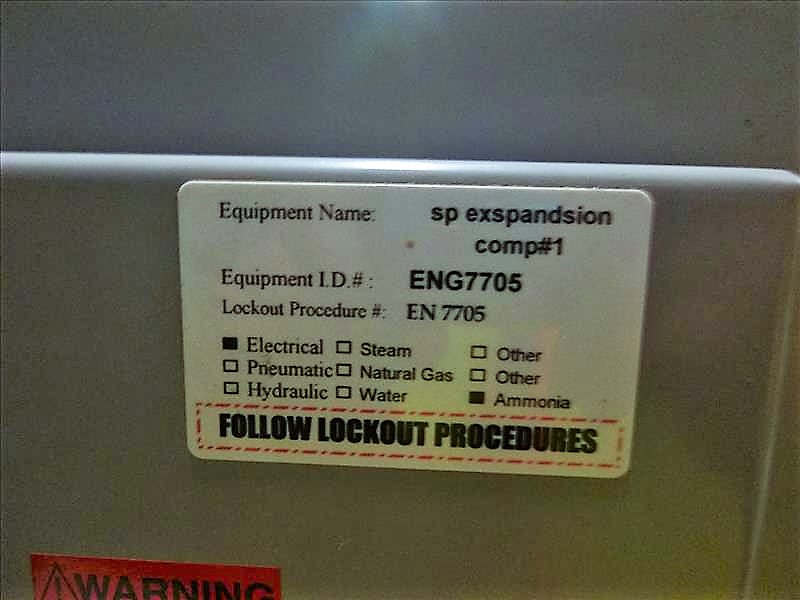 Equipment Name: sp exspandsion
comp#1
Equipment I.D.# : ENG7705
Lockout Procedure #: EN 7705
■ Electrical □ Steam □ Other
□ Pneumatic □ Natural Gas □ Other
□ Hydraulic □ Water ■ Ammonia
FOLLOW LOCKOUT PROCEDURES
WARNING